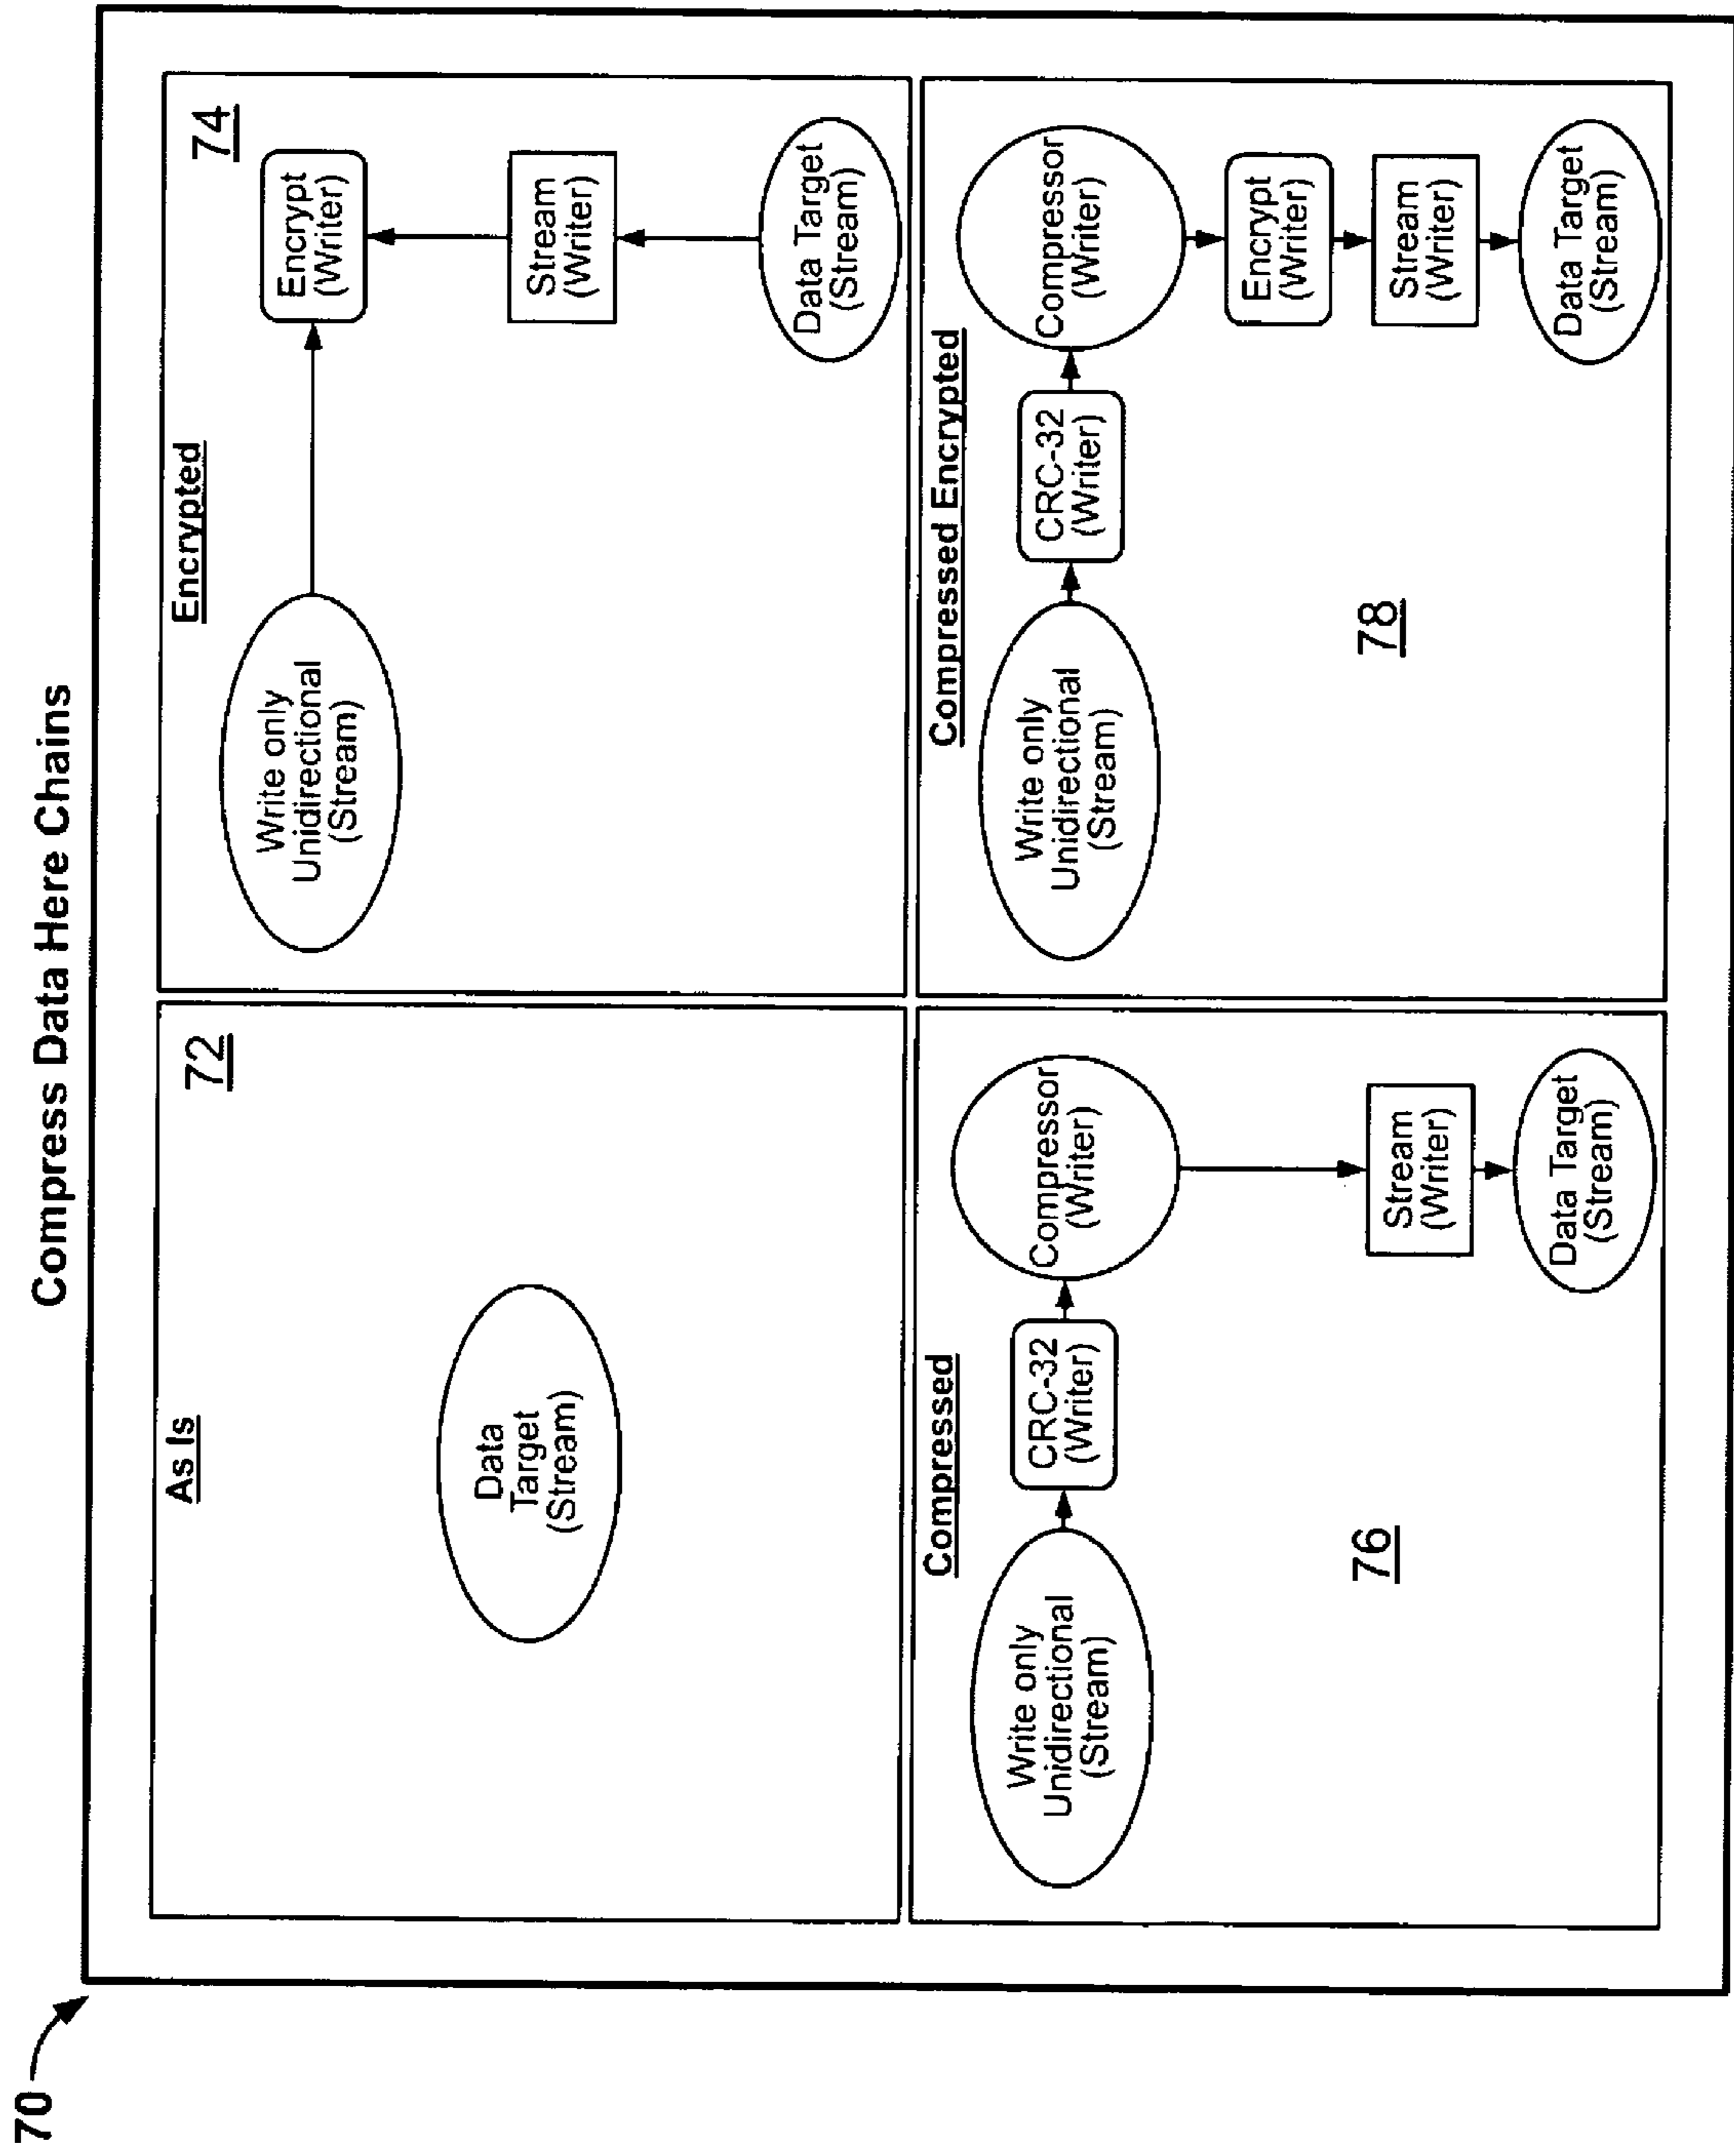 70
Compress Data Here Chains
As Is
72
Data
Target
(Stream)
Encrypted
74
Write only
Unidirectional
(Stream)
Encrypt
(Writer)
Stream
(Writer)
Data Target
(Stream)
Compressed
Write only
Unidirectional
(Stream)
CRC-32
(Writer)
Compressor
(Writer)
Stream
(Writer)
Data Target
(Stream)
76
Compressed Encrypted
Write only
Unidirectional
(Stream)
CRC-32
(Writer)
Compressor
(Writer)
Encrypt
(Writer)
Stream
(Writer)
Data Target
(Stream)
78